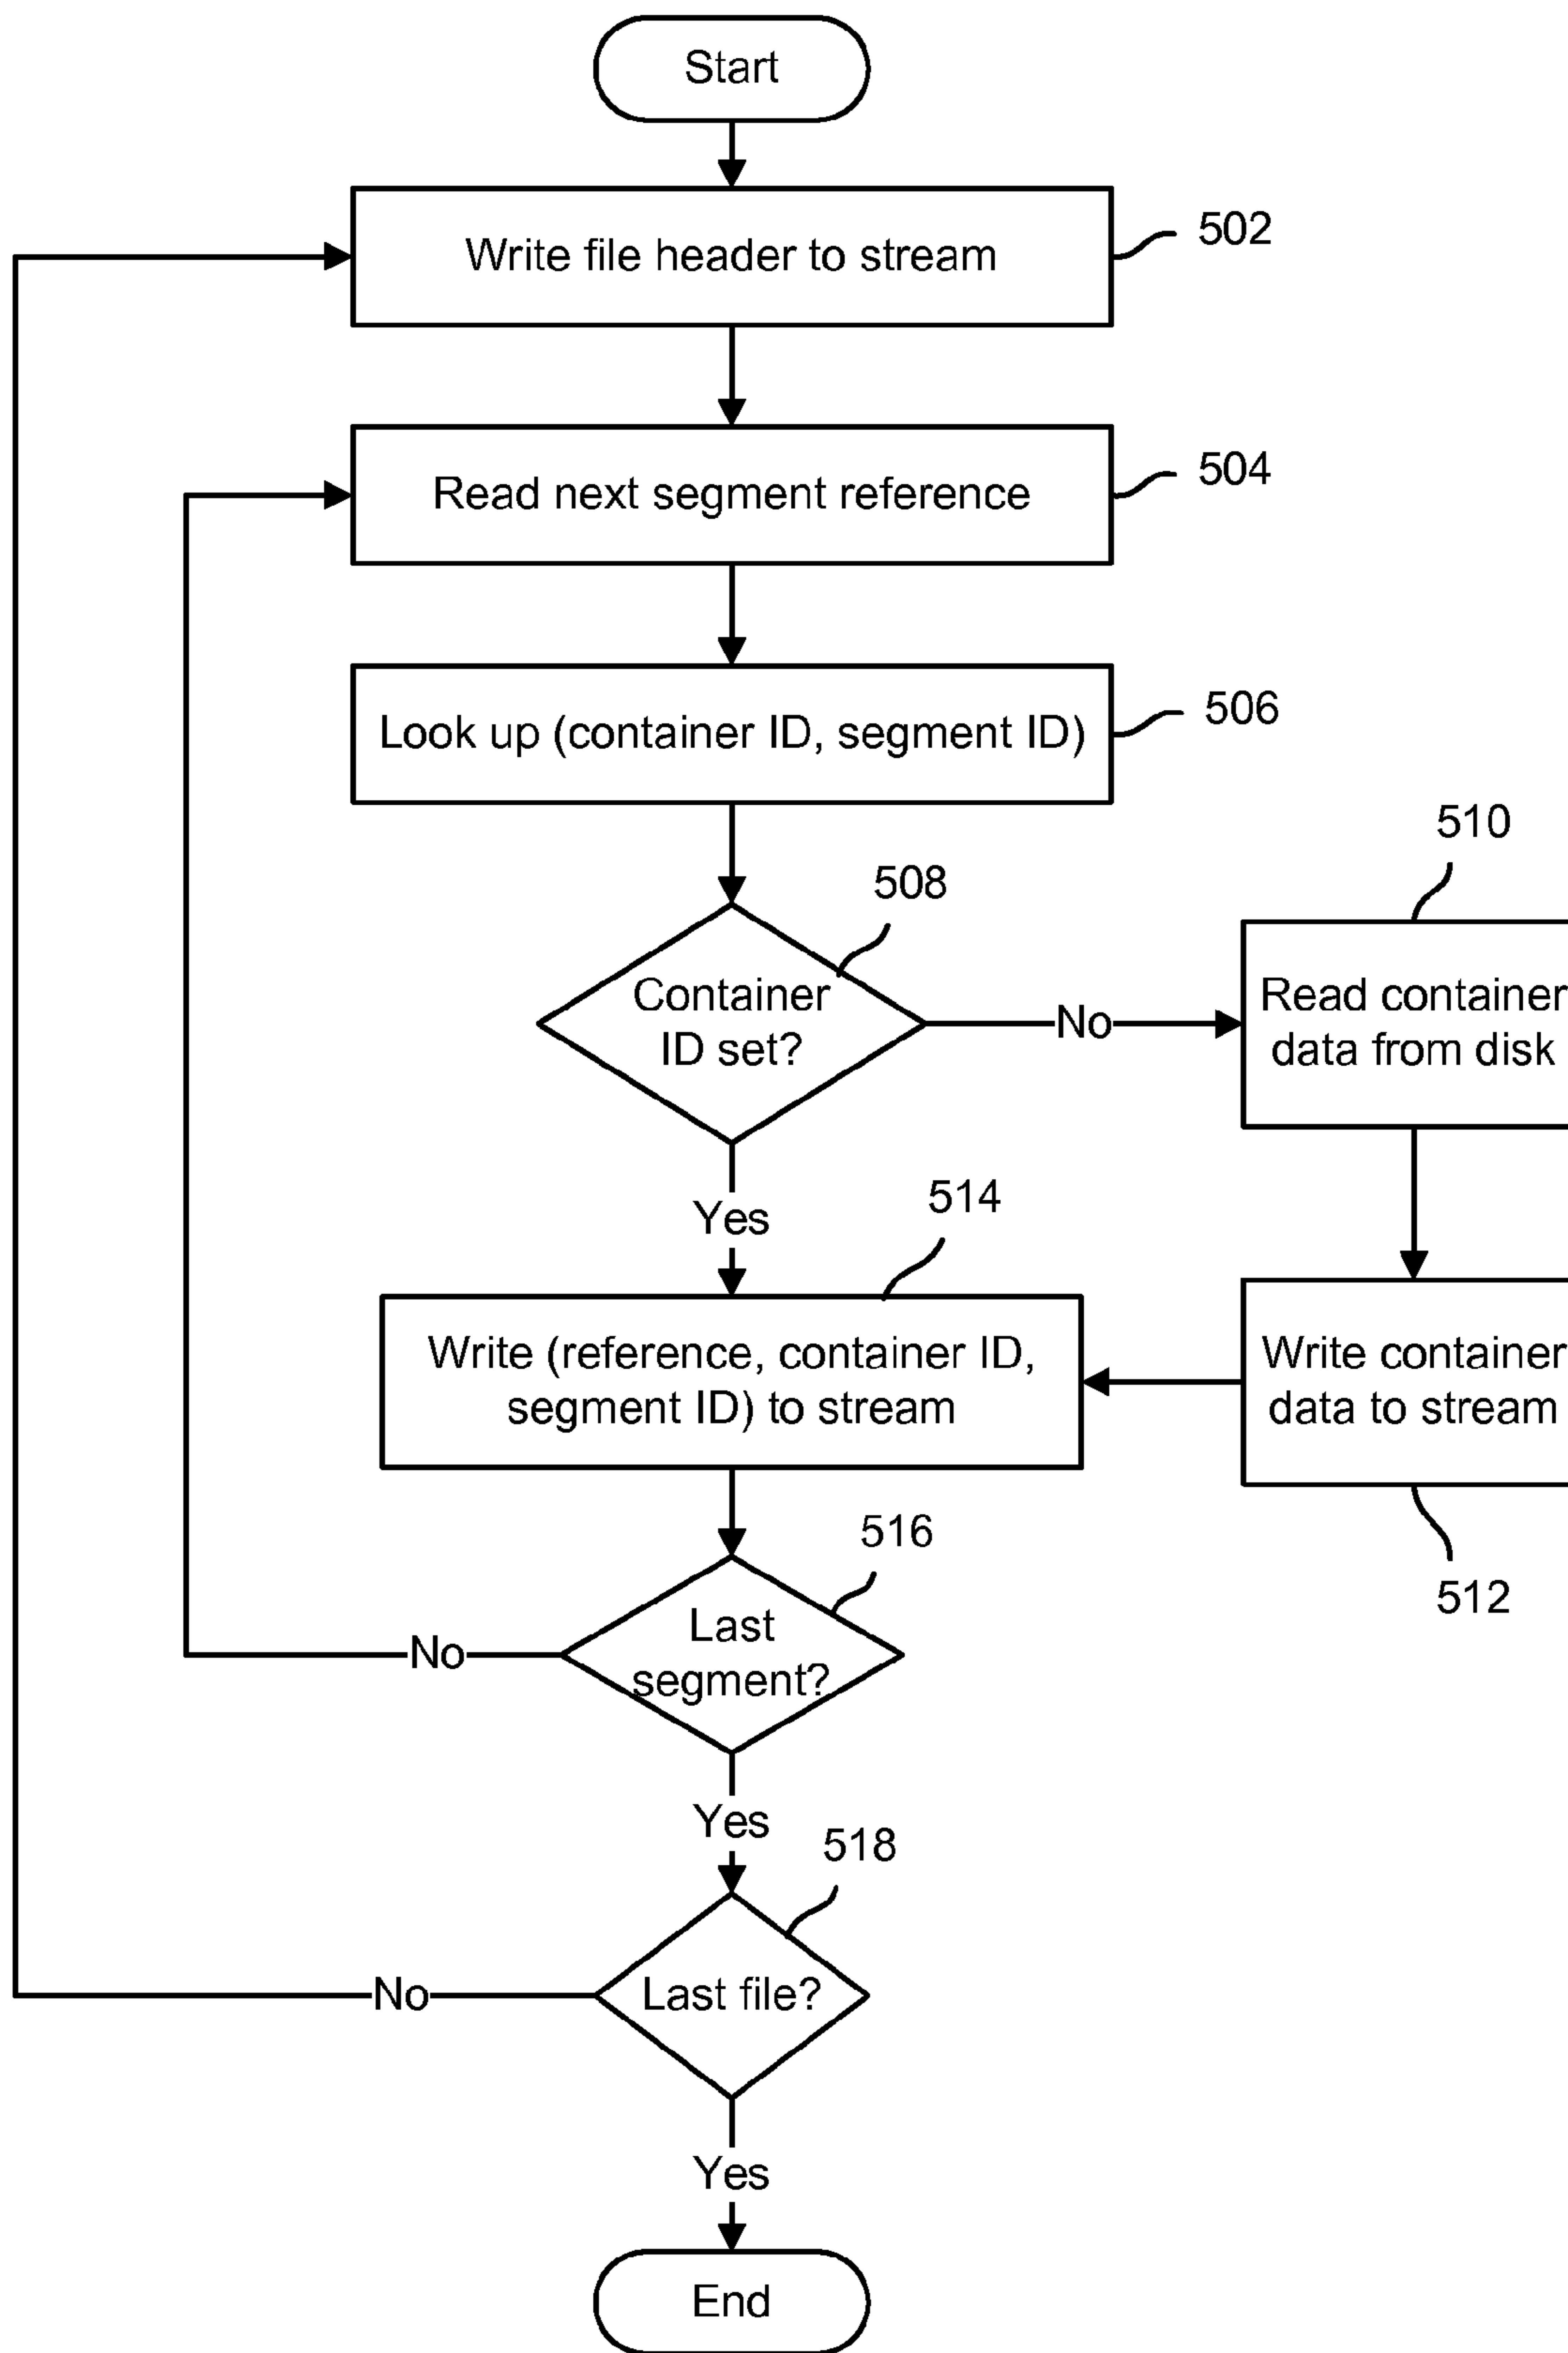 Start
Write file header to stream
502
Read next segment reference
504
Look up (container ID, segment ID)
506
508
510
Container
ID set?
No
Read container
data from disk
Yes
514
Write (reference, container ID,
segment ID) to stream
Write container
data to stream
516
512
Last
segment?
No
Yes
518
Last file?
No
Yes
End